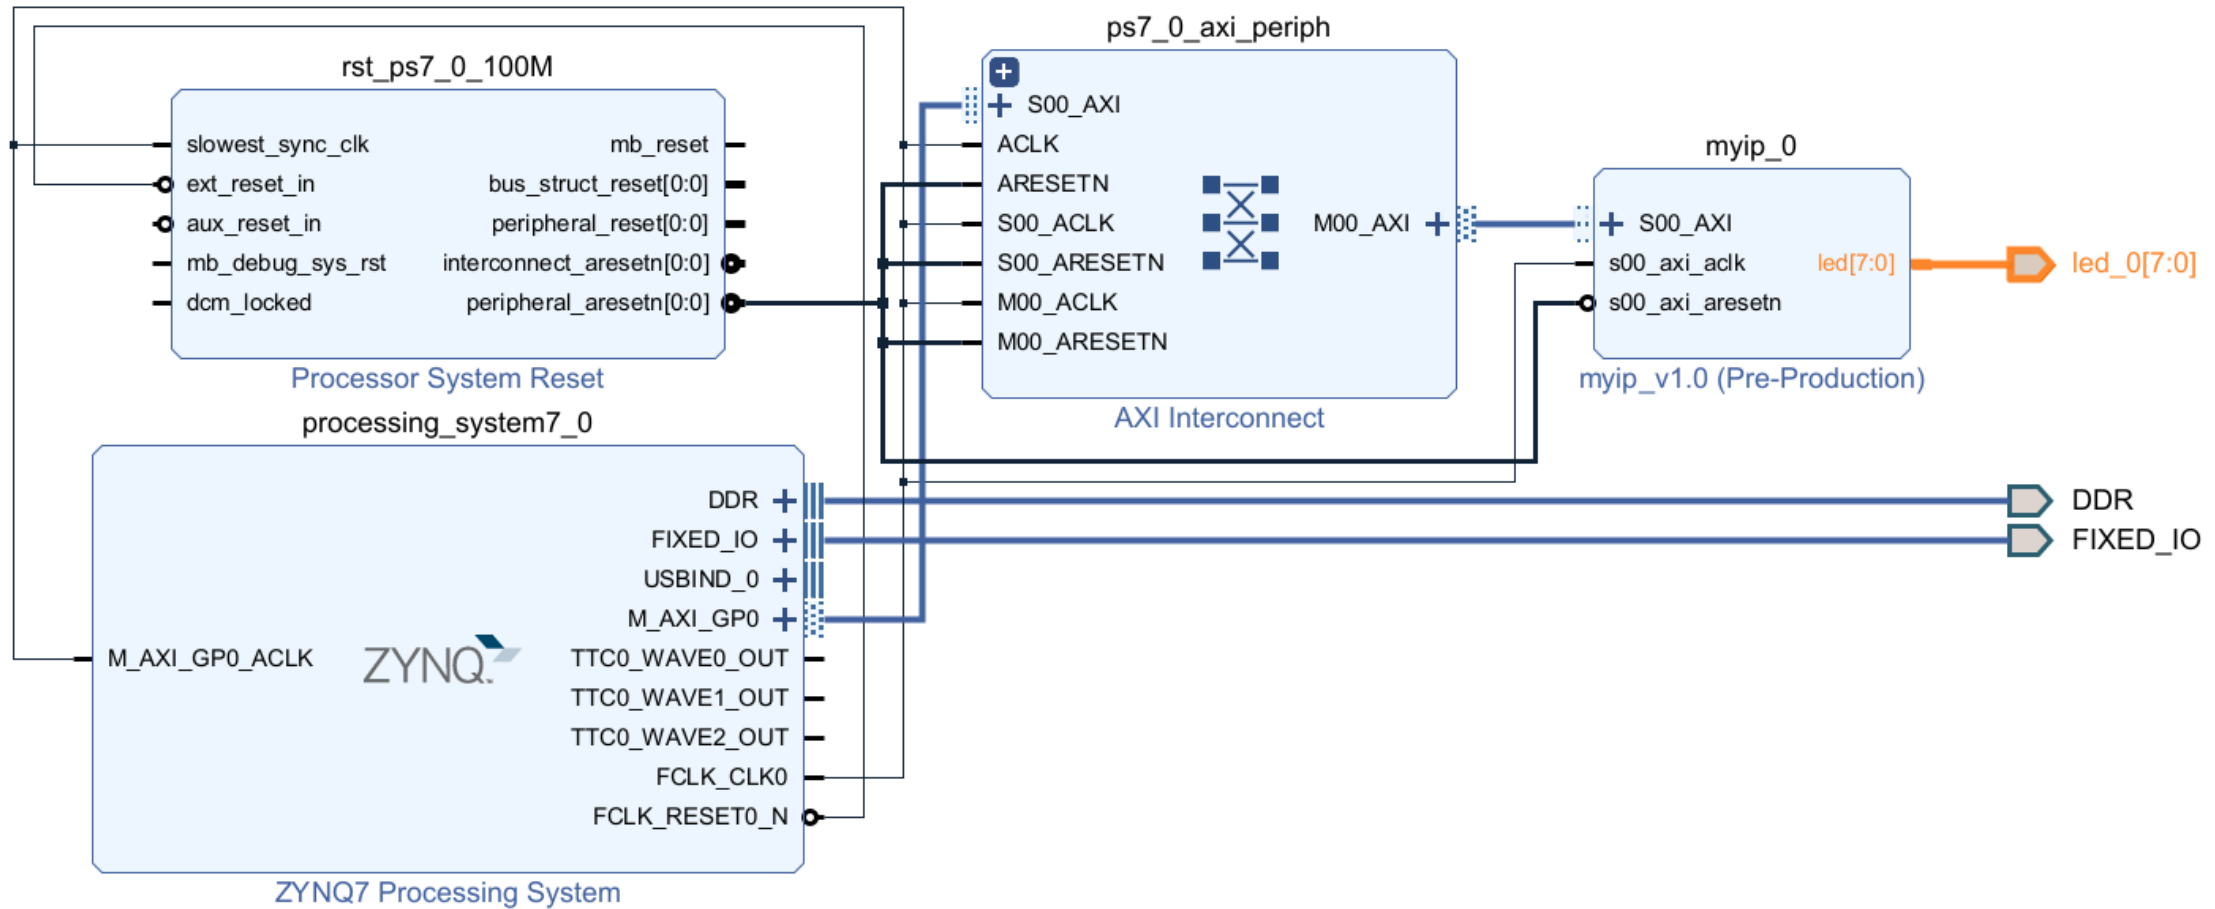 rst_ps7_0_100M
slowest_sync_clk
ext_reset_in
aux_reset_in
mb_debug_sys_rst
dcm_locked
mb_reset
bus_struct_reset[0:0]
peripheral_reset[0:0]
interconnect_aresetn[0:0]
peripheral_aresetn[0:0]
Processor System Reset
ps7_0_axi_periph
S00_AXI
ACLK
ARESETN
S00_ACLK
S00_ARESETN
M00_ACLK
M00_ARESETN
M00_AXI
AXI Interconnect
myip_0
S00_AXI
s00_axi_aclk
s00_axi_aresetn
led[7:0]
myip_v1.0 (Pre-Production)
led_0[7:0]
DDR
FIXED_IO
processing_system7_0
M_AXI_GP0_ACLK
ZYNQ
DDR
FIXED_IO
USBIND_0
M_AXI_GP0
TTC0_WAVE0_OUT
TTC0_WAVE1_OUT
TTC0_WAVE2_OUT
FCLK_CLK0
FCLK_RESET0_N
ZYNQ7 Processing System